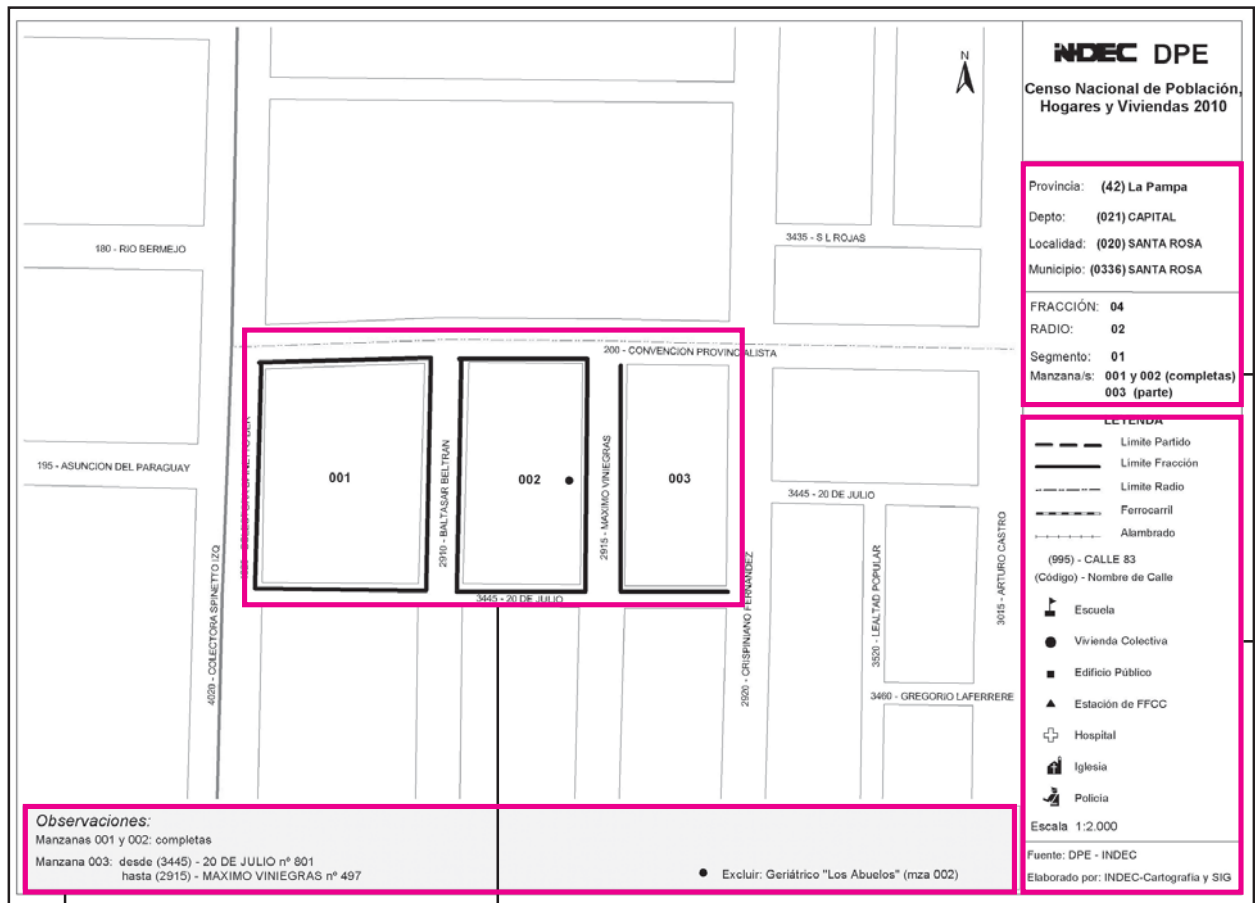 INDEC DPE
Censo Nacional de Población,
Hogares y Viviendas 2010
N
Provincia: (42) La Pampa
Depto: (021) CAPITAL
Localidad: (020) SANTA ROSA
Municipio: (0336) SANTA ROSA
FRACCIÓN: 04
RADIO: 02
Segmento: 01
Manzana/s: 001 y 002 (completas)
003 (parte)
LEYENDA
Limite Partido
Limite Fracción
Limite Radio
Ferrocarril
Alambrado
(995) - CALLE 83
(Código) - Nombre de Calle
Escuela
Vivienda Colectiva
Edificio Público
Estación de FFCC
Hospital
Iglesia
Policia
Escala 1:2.000
Fuente: DPE - INDEC
Elaborado por: INDEC-Cartografia y SIG
180 - RIO BERMEJO
3435 - S L ROJAS
200 - CONVENCION PROVINCIALISTA
195 - ASUNCION DEL PARAGUAY
001
002
003
2910 - BALTASAR BELTRAN
2915 - MAXIMO VINIEGRAS
3445 - 20 DE JULIO
3445 - 20 DE JULIO
4020 - COLECTORA SPINETTO IZQ
2920 - CRISPINIANO FERNANDEZ
3520 - LEALTAD POPULAR
3015 - ARTURO CASTRO
3460 - GREGORIO LAFERRERE
Observaciones:
Manzanas 001 y 002: completas
Manzana 003: desde (3445) - 20 DE JULIO nº 801
hasta (2915) - MAXIMO VINIEGRAS nº 497
Excluir: Geriátrico "Los Abuelos" (mza 002)